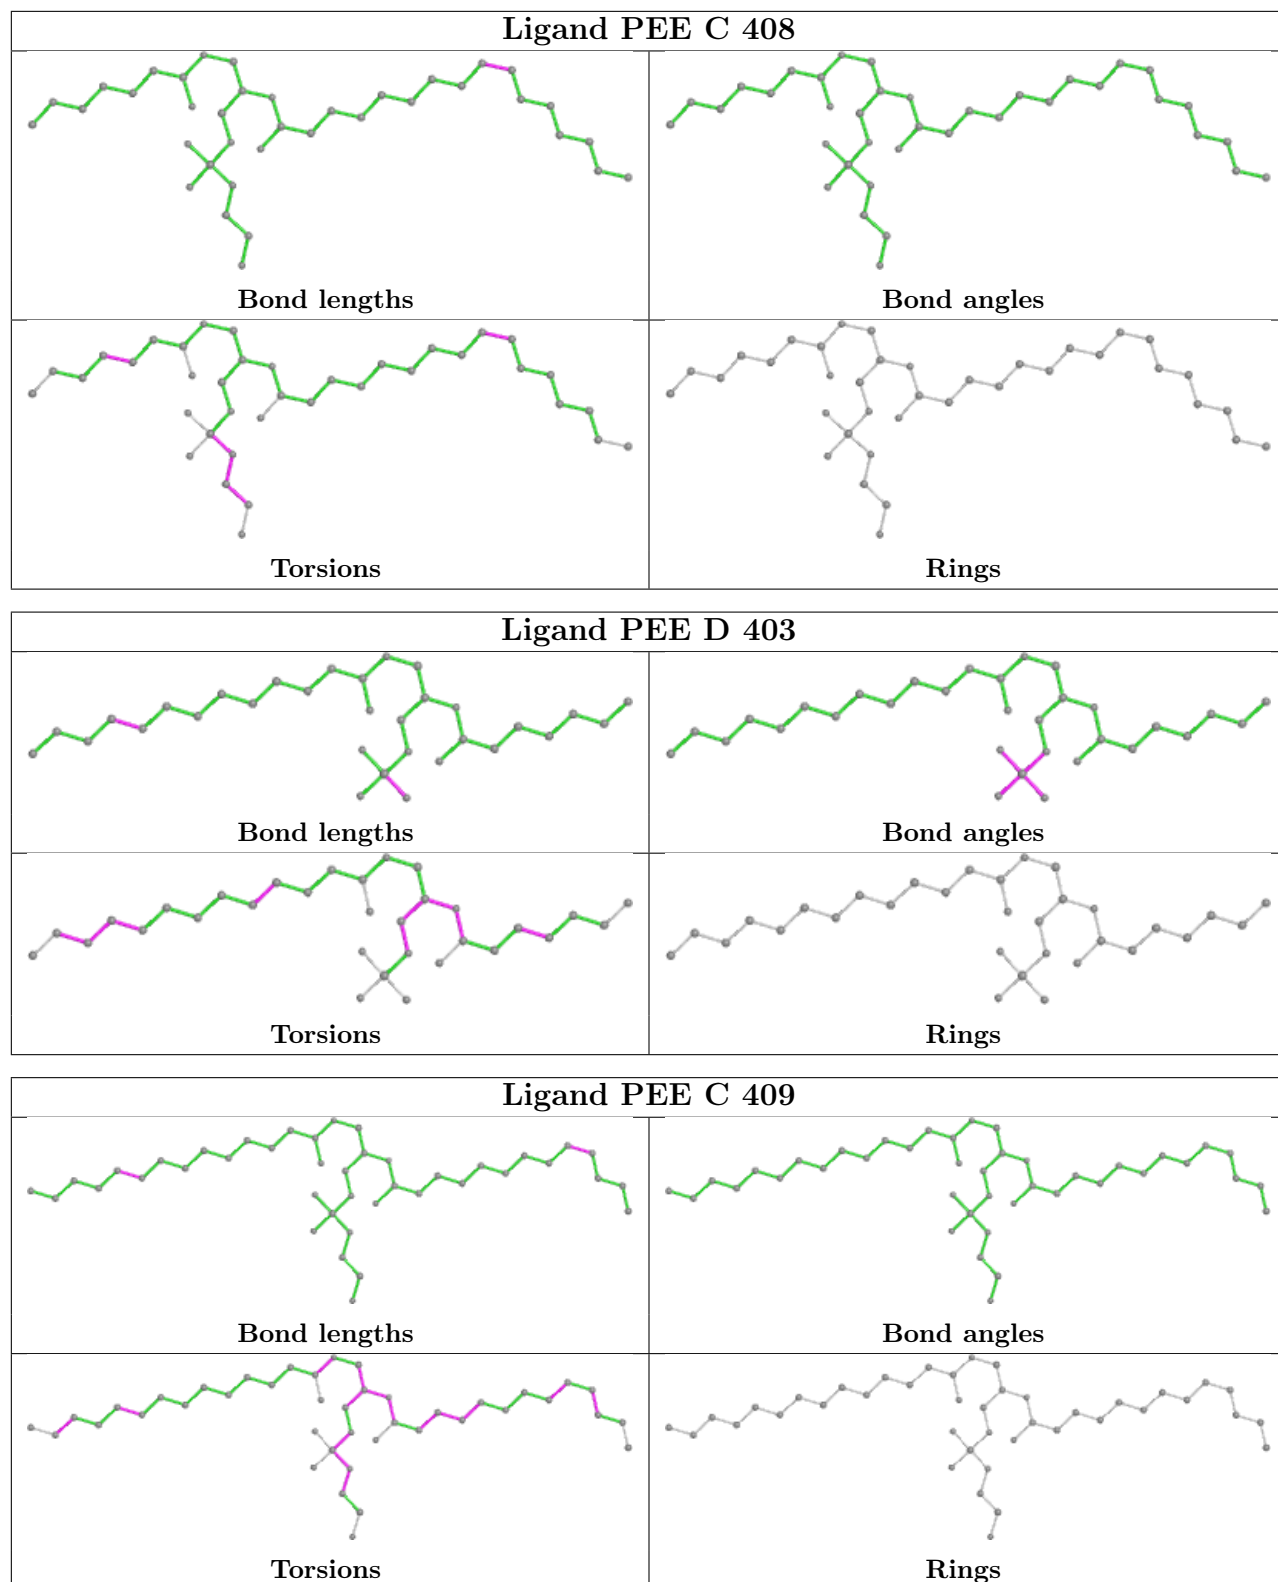 Ligand PEE C 408
Bond lengths
Bond angles
Torsions
Rings
Ligand PEE D 403
Bond lengths
Bond angles
Torsions
Rings
Ligand PEE C 409
Bond lengths
Bond angles
Torsions
Rings